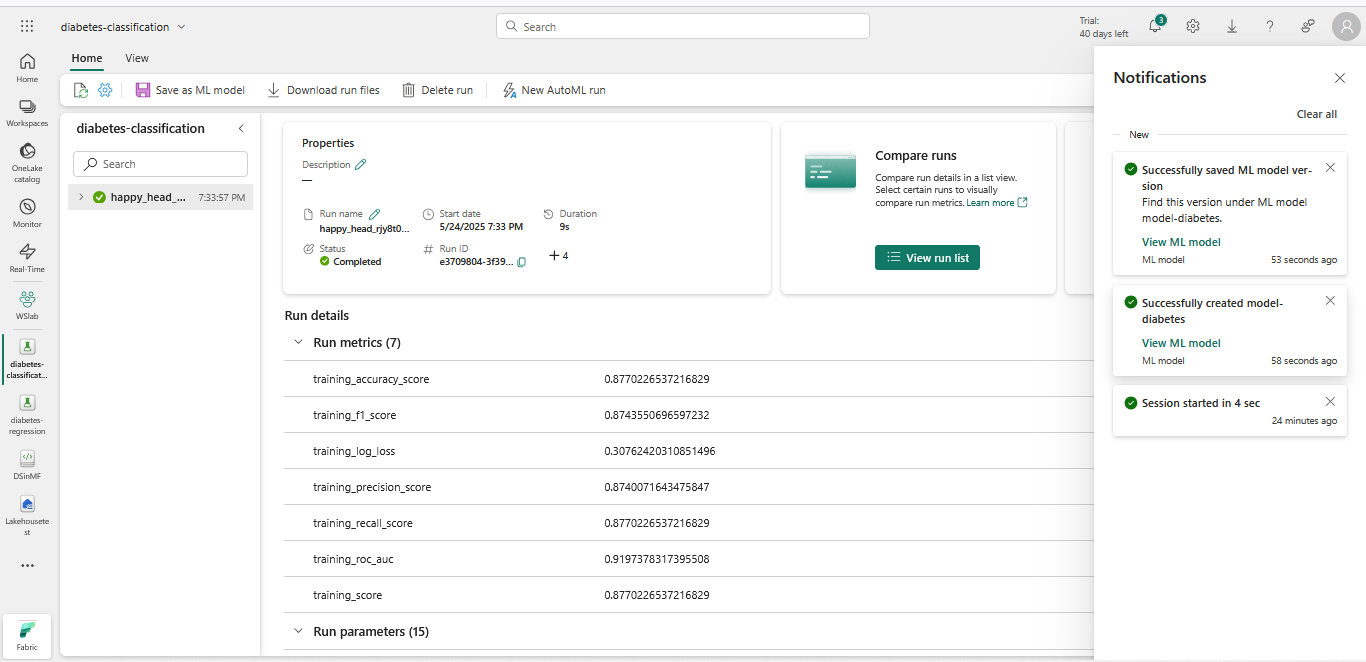 diabetes-classification
Search
Trial:
40 days left
3
Home
View
Save as ML model
Download run files
Delete run
New AutoML run
Home
Workspaces
OneLake
catalog
Monitor
Real-Time
WSlab
diabetes-
classificat...
diabetes-
regression
DSinMF
Lakehousete
st
Fabric
diabetes-classification
Search
happy_head_...
7:33:57 PM
Properties
Description
—
Run name
happy_head_rjy8t0...
Start date
5/24/2025 7:33 PM
Duration
9s
Status
Completed
Run ID
e3709804-3f39...
+ 4
Compare runs
Compare run details in a list view.
Select certain runs to visually
compare run metrics. Learn more
View run list
Run details
Run metrics (7)
training_accuracy_score 0.8770226537216829
training_f1_score 0.8743550696597232
training_log_loss 0.30762420310851496
training_precision_score 0.8740071643475847
training_recall_score 0.8770226537216829
training_roc_auc 0.9197378317395508
training_score 0.8770226537216829
Run parameters (15)
Notifications
Clear all
New
Successfully saved ML model ver-
sion
Find this version under ML model
model-diabetes.
View ML model
ML model 53 seconds ago
Successfully created model-
diabetes
View ML model
ML model 58 seconds ago
Session started in 4 sec
24 minutes ago